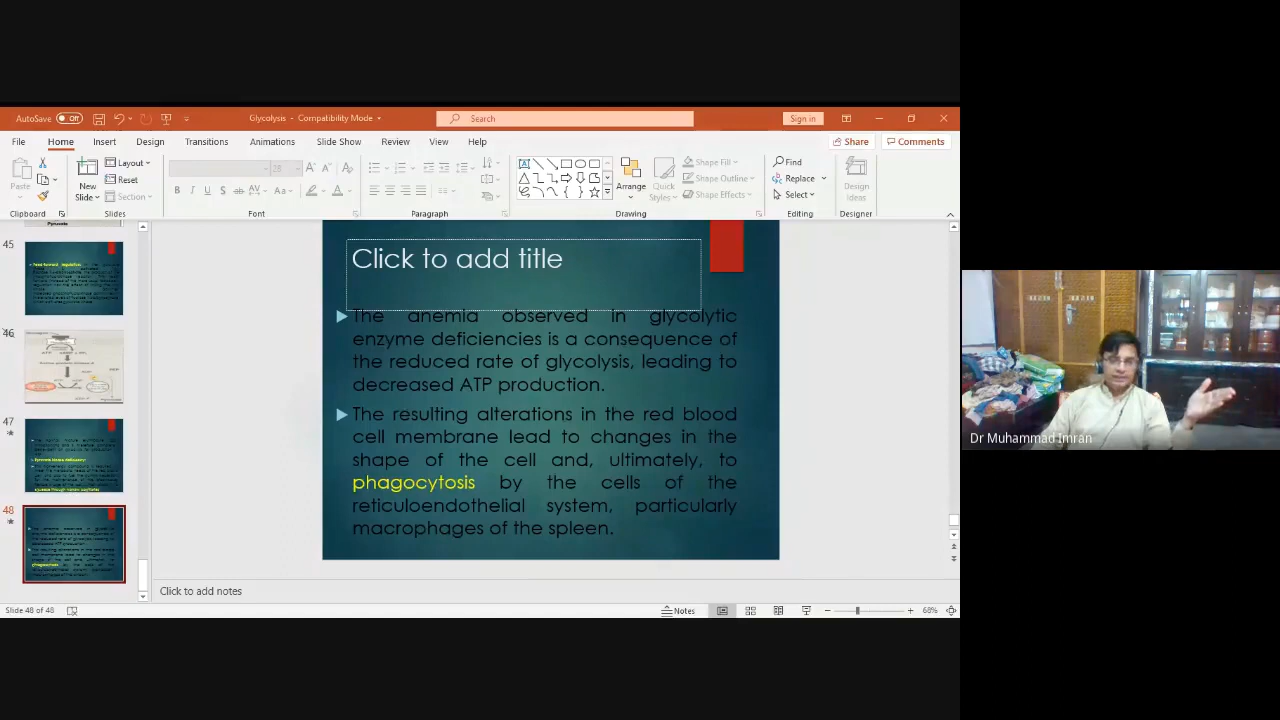 AutoSave Off Glycolysis - Compatibility Mode Search Sign in
File Home Insert Design Transitions Animations Slide Show Review View Help Share Comments
Paste
New Slide
Layout
Reset
Section
28
B I U S ab AV Aa A
Arrange
Quick Styles
Shape Fill
Shape Outline
Shape Effects
Find
Replace
Select
Design Ideas
Clipboard Slides Font Paragraph Drawing Editing Designer
45
46
47
48
Click to add title
The anemia observed in glycolytic
enzyme deficiencies is a consequence of
the reduced rate of glycolysis, leading to
decreased ATP production.
The resulting alterations in the red blood
cell membrane lead to changes in the
shape of the cell and, ultimately, to
phagocytosis by the cells of the
reticuloendothelial system, particularly
macrophages of the spleen.
Click to add notes
Slide 48 of 48 Notes 68%
Dr Muhammad Imran